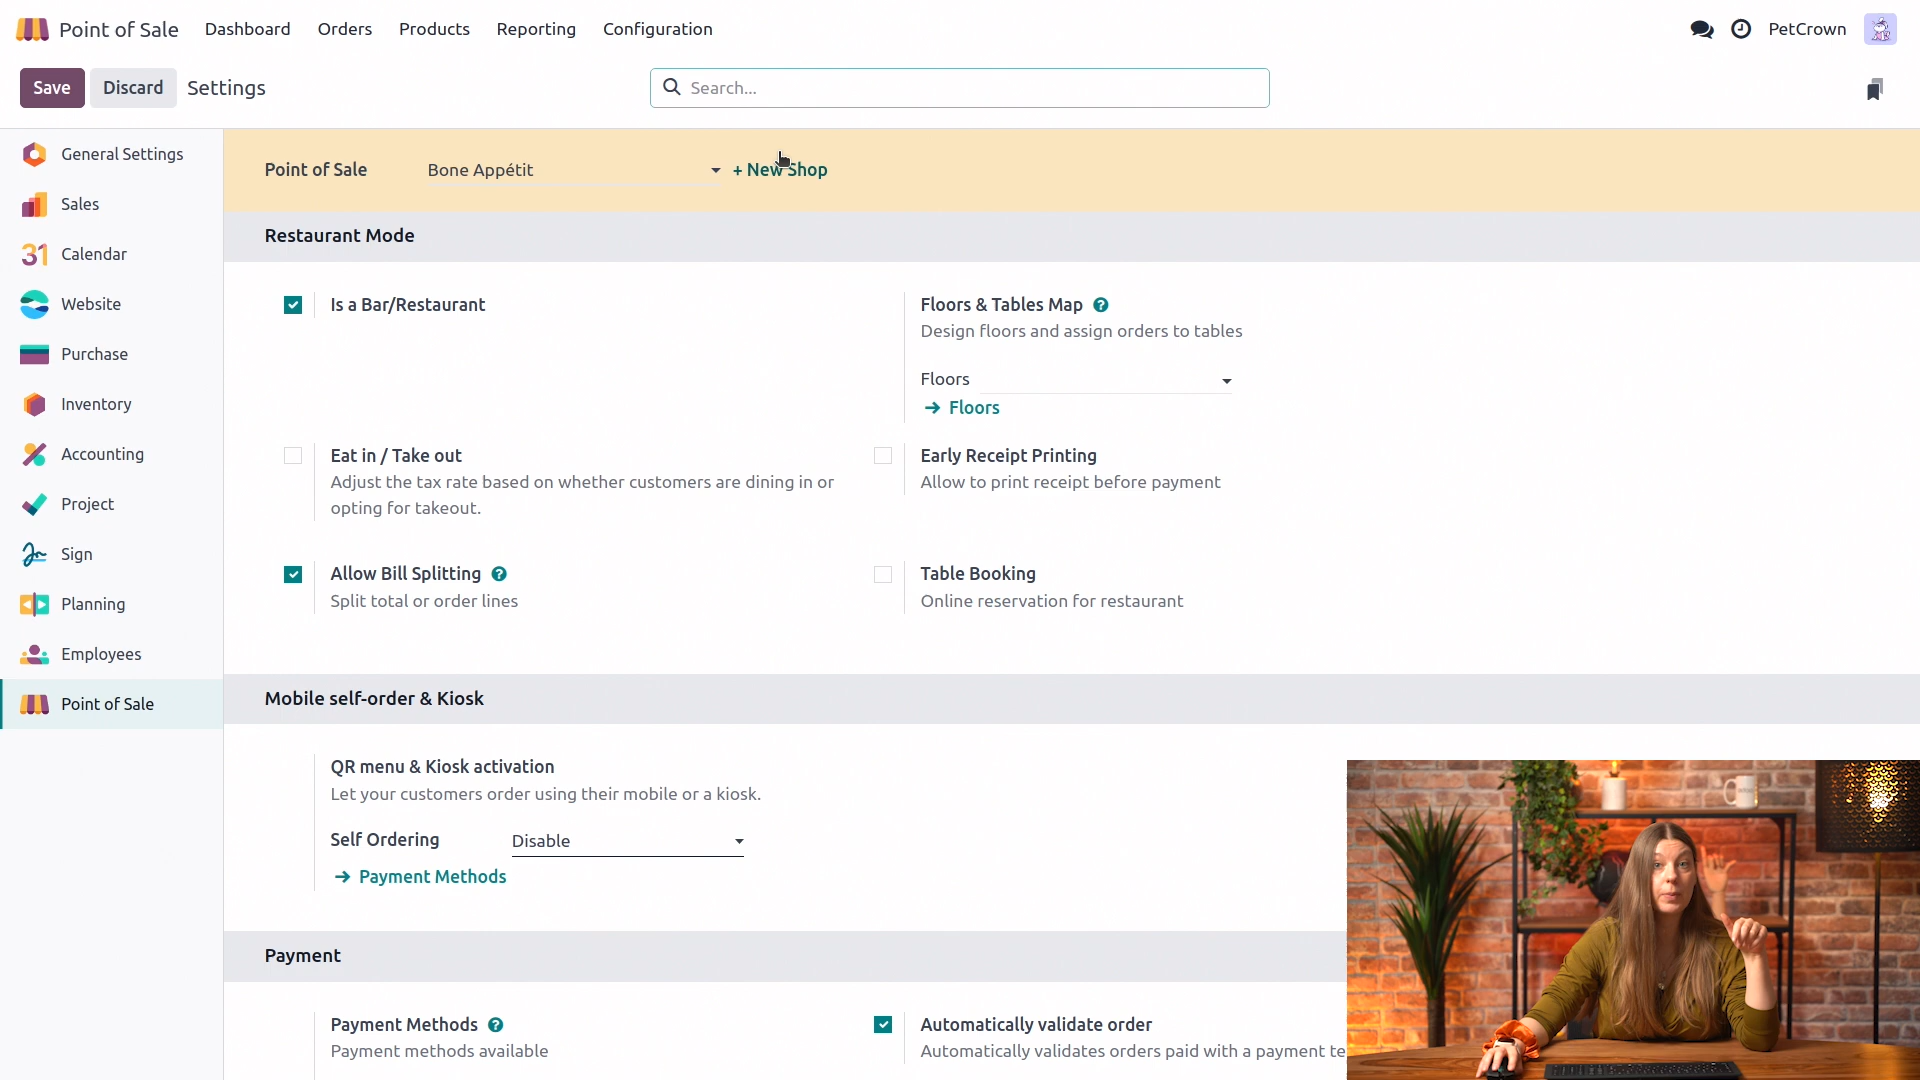 Point of Sale Dashboard Orders Products Reporting Configuration PetCrown
Save Discard Settings Search...
General Settings
Sales
Calendar
Website
Purchase
Inventory
Accounting
Project
Sign
Planning
Employees
Point of Sale
Point of Sale Bone Appétit + New Shop
Restaurant Mode
Is a Bar/Restaurant
Floors & Tables Map ?
Design floors and assign orders to tables
Floors
→ Floors
Eat in / Take out
Adjust the tax rate based on whether customers are dining in or
opting for takeout.
Early Receipt Printing
Allow to print receipt before payment
Allow Bill Splitting ?
Split total or order lines
Table Booking
Online reservation for restaurant
Mobile self-order & Kiosk
QR menu & Kiosk activation
Let your customers order using their mobile or a kiosk.
Self Ordering Disable
→ Payment Methods
Payment
Payment Methods ?
Payment methods available
Automatically validate order
Automatically validates orders paid with a payment te